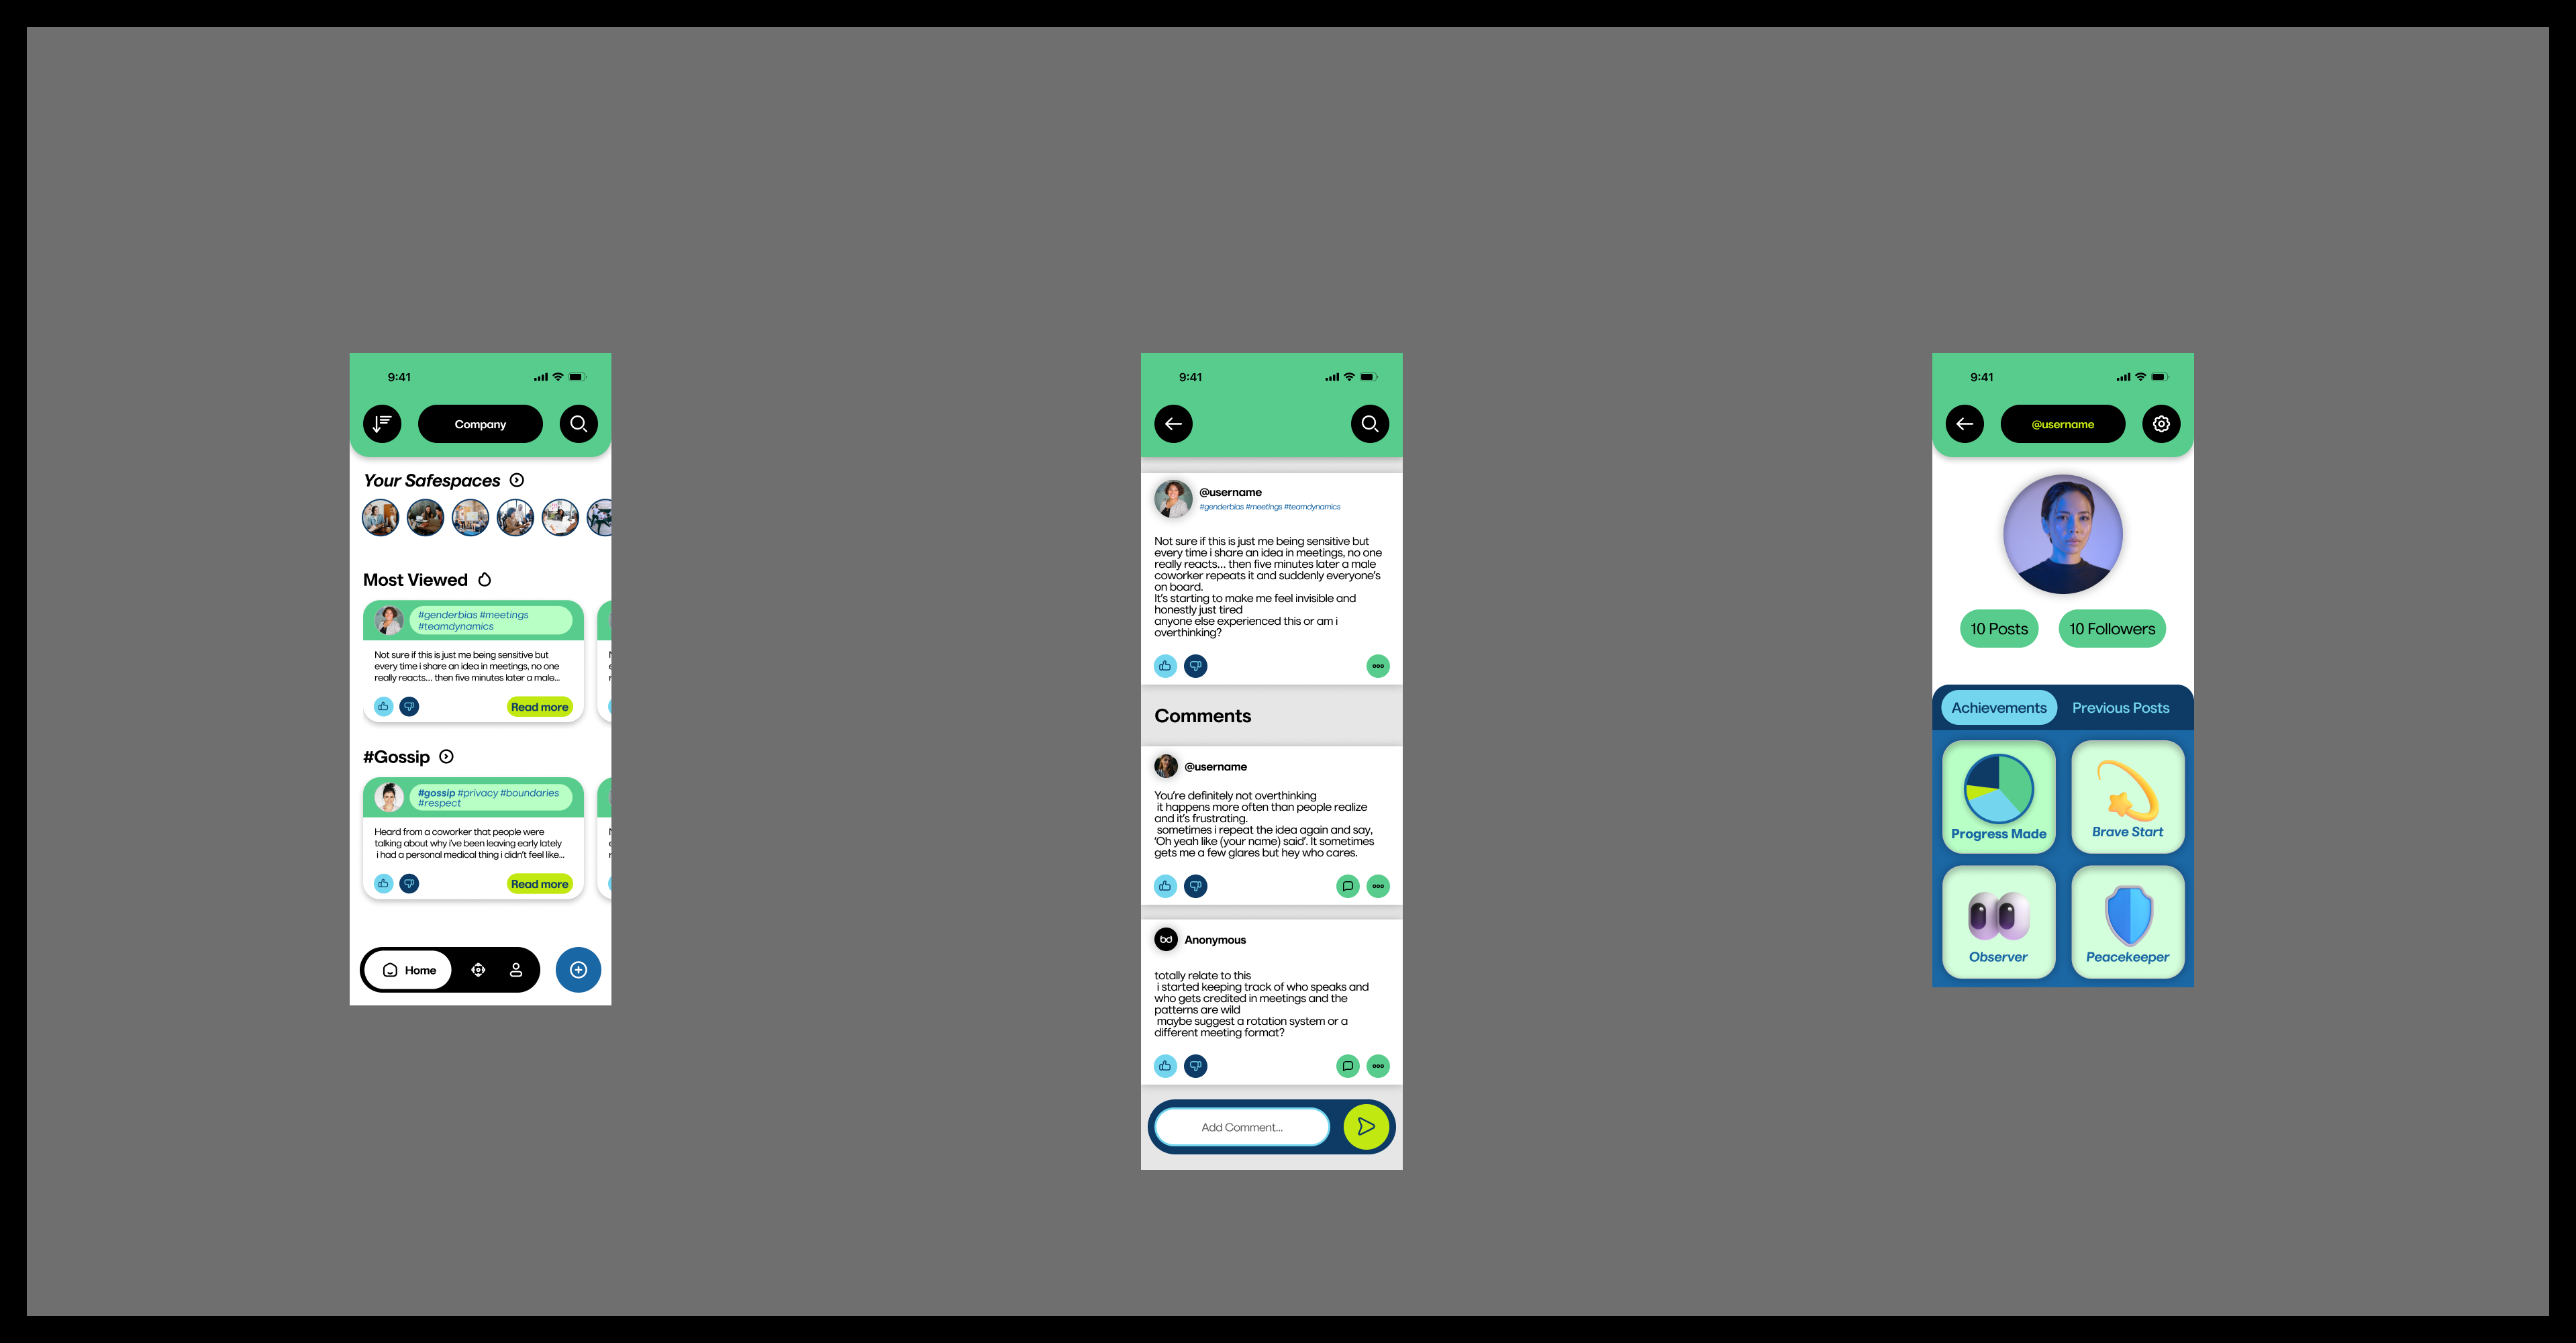 9:41
Company
Your Safespaces
Most Viewed
#genderbias #meetings
#teamdynamics
Not sure if this is just me being sensitive but
every time i share an idea in meetings, no one
really reacts... then five minutes later a male...
Read more
#Gossip
#gossip #privacy #boundaries
#respect
Heard from a coworker that people were
talking about why i've been leaving early lately
i had a personal medical thing i didn't feel like...
Read more
Home
9:41
@username
#genderbias #meetings #teamdynamics
Not sure if this is just me being sensitive but
every time i share an idea in meetings, no one
really reacts... then five minutes later a male
coworker repeats it and suddenly everyone's
on board.
It's starting to make me feel invisible and
honestly just tired
anyone else experienced this or am i
overthinking?
Comments
@username
You're definitely not overthinking
it happens more often than people realize
and it's frustrating.
sometimes i repeat the idea again and say,
'Oh yeah like (your name) said'. It sometimes
gets me a few glares but hey who cares.
Anonymous
totally relate to this
i started keeping track of who speaks and
who gets credited in meetings and the
patterns are wild
maybe suggest a rotation system or a
different meeting format?
Add Comment...
9:41
@username
10 Posts
10 Followers
Achievements
Previous Posts
Progress Made
Brave Start
Observer
Peacekeeper